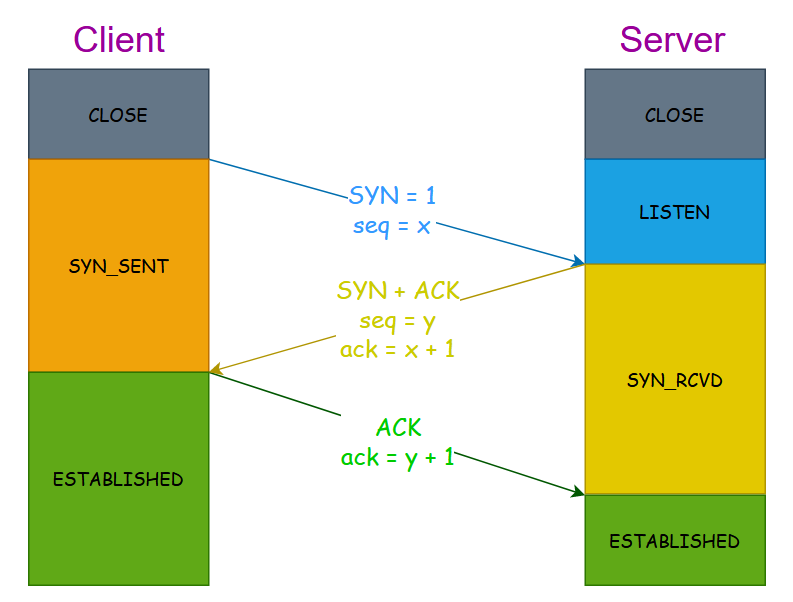 Client
Server
CLOSE
CLOSE
SYN = 1
seq = x
LISTEN
SYN_SENT
SYN + ACK
seq = y
ack = x + 1
SYN_RCVD
ACK
ack = y + 1
ESTABLISHED
ESTABLISHED